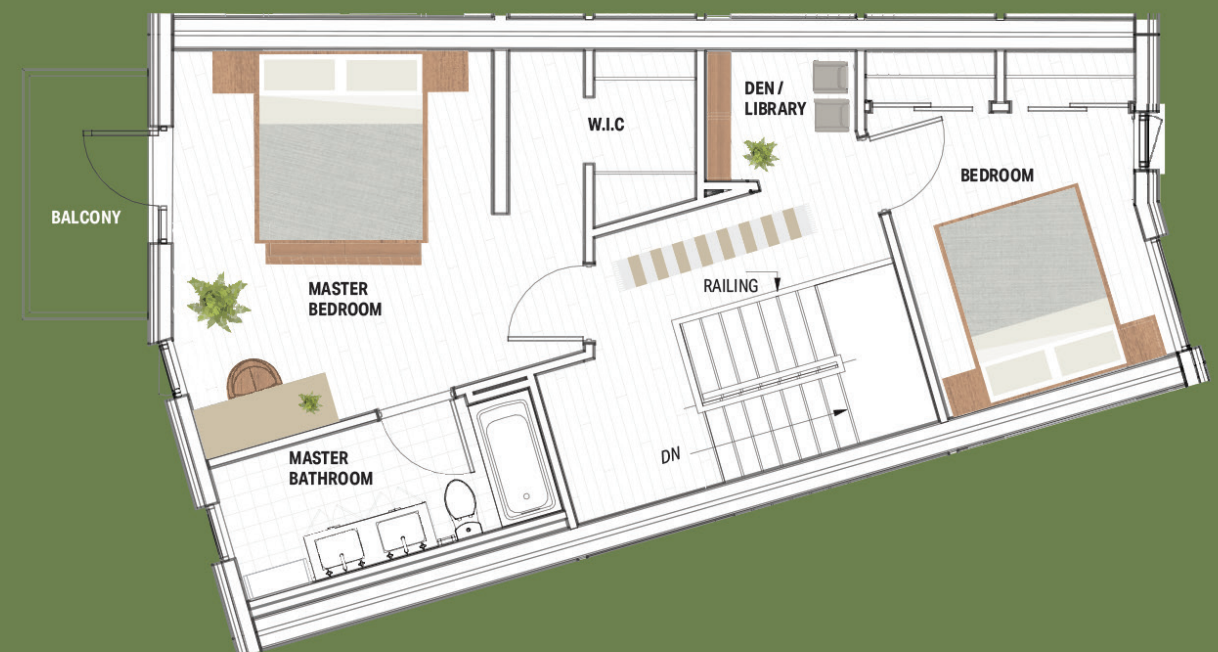 DEN /
LIBRARY
W.I.C
BEDROOM
BALCONY
MASTER
BEDROOM
RAILING
DN
MASTER
BATHROOM